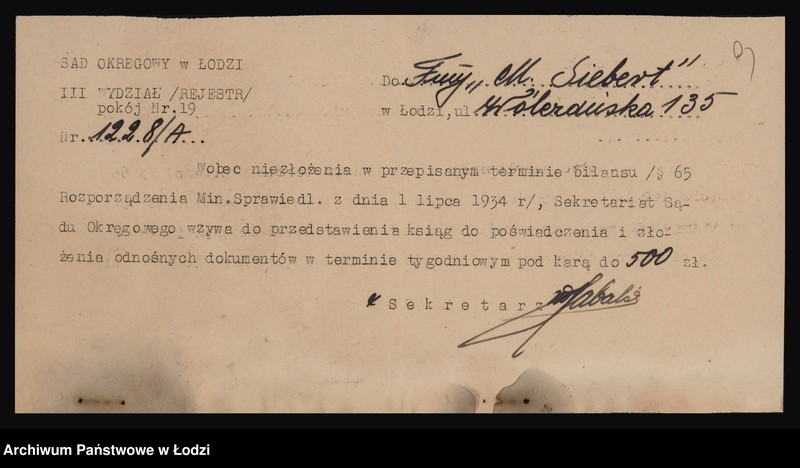 SĄD OKRĘGOWY w ŁODZI
III WYDZIAŁ /REJESTR/
pokój Nr.19
Nr. 1228/A...
Do Firmy "M. Siebert"
w Łodzi, ul. Wólczańska 135
Wobec niezłożenia w przepisanym terminie bilansu /§ 65
Rozporządzenia Min.Sprawiedl. z dnia 1 lipca 1934 r/, Sekretariat Są-
du Okręgowego wzywa do przedstawienia ksiąg do poświadczenia i zło-
żenia odnośnych dokumentów w terminie tygodniowym pod karą do 500 zł.
Sekretarz
Archiwum Państwowe w Łodzi